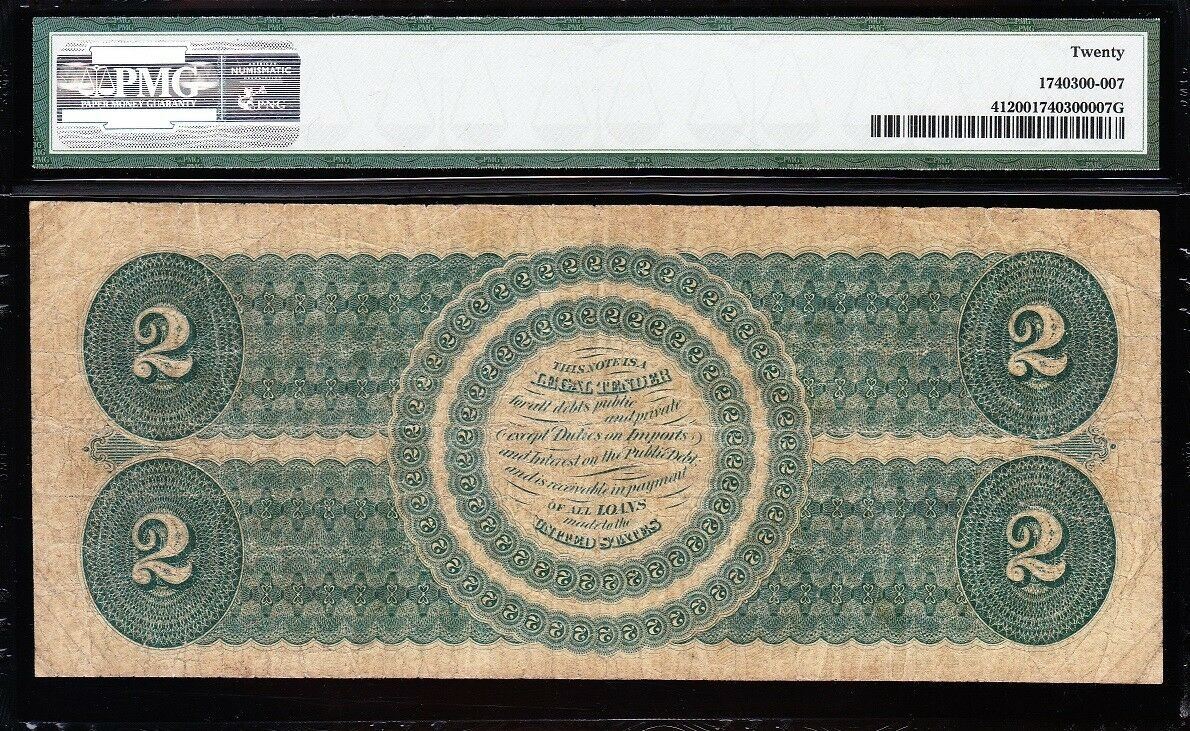 PMG
PAPER MONEY GUARANTY
NUMISMATIC
PNG
Twenty
1740300-007
412001740300007G
2
2
THIS NOTE IS A
LEGAL TENDER
for all debts public
and private
except Duties on Imports
and Interest on the Public Debt
and is receivable in payment
OF ALL LOANS
made to the
UNITED STATES
2
2